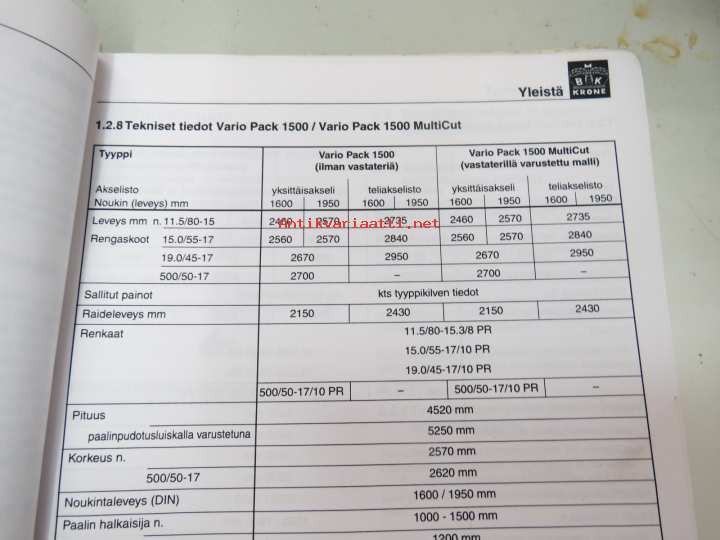 Yleistä
B K
KRONE
1.2.8 Tekniset tiedot Vario Pack 1500 / Vario Pack 1500 MultiCut
Tyyppi Vario Pack 1500 Vario Pack 1500 MultiCut
(ilman vastateriä) (vastaterillä varustettu malli)
Akselisto yksittäisakseli teliakselisto yksittäisakseli teliakselisto
Noukin (leveys) mm 1600 1950 1600 1950 1600 1950 1600 1950
Leveys mm n. 11.5/80-15 2460 2570 2735 2460 2570 2735
Antikvariaatti.net
Rengaskoot 15.0/55-17 2560 2570 2840 2560 2570 2840
19.0/45-17 2670 2950 2670 2950
500/50-17 2700 – 2700 –
Sallitut painot kts tyyppikilven tiedot
Raideleveys mm 2150 2430 2150 2430
Renkaat 11.5/80-15.3/8 PR
15.0/55-17/10 PR
19.0/45-17/10 PR
500/50-17/10 PR – 500/50-17/10 PR –
Pituus 4520 mm
paalinpudotusluiskalla varustetuna 5250 mm
Korkeus n. 2570 mm
500/50-17 2620 mm
Noukintaleveys (DIN) 1600 / 1950 mm
Paalin halkaisija n. 1000 - 1500 mm
1200 mm